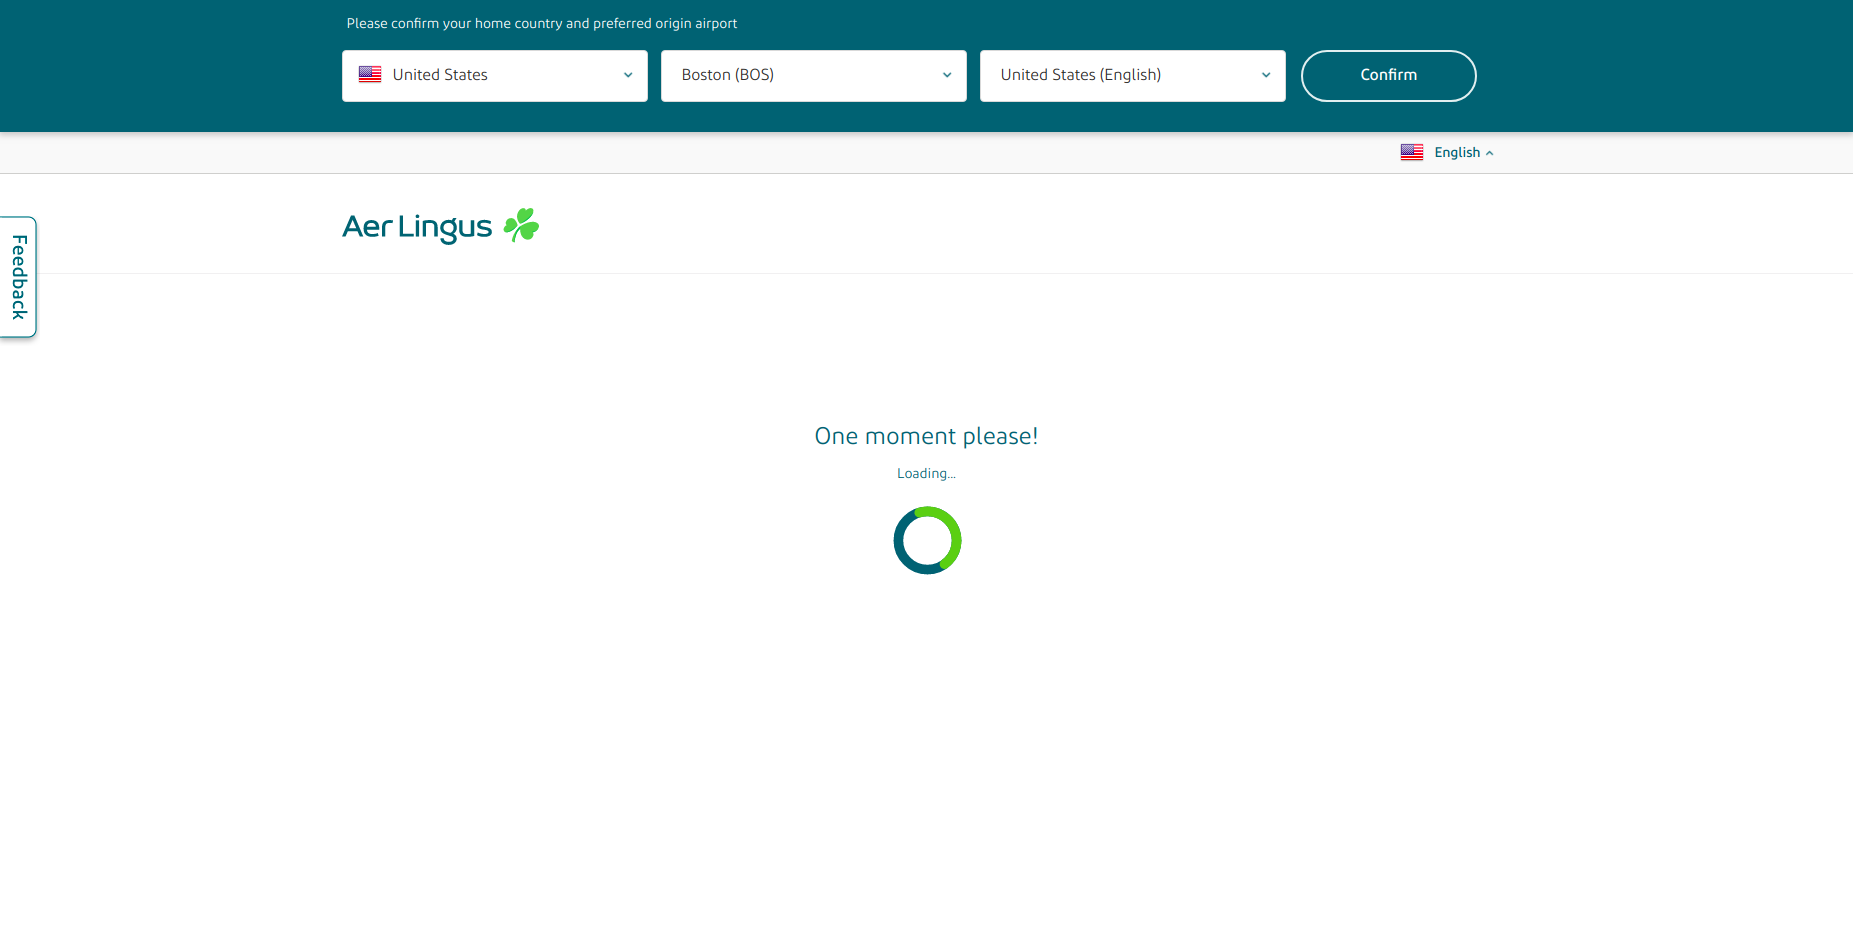 Please confirm your home country and preferred origin airport
United States
Boston (BOS)
United States (English)
Confirm
English
Aer Lingus
Feedback
One moment please!
Loading...